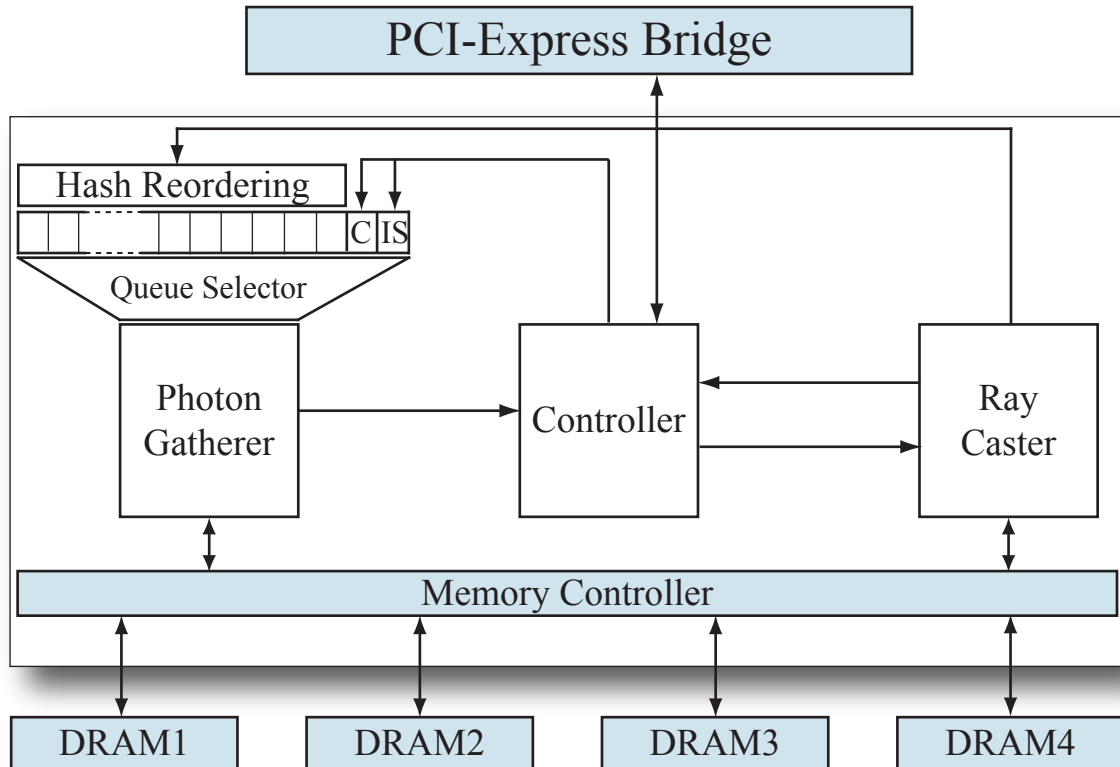 PCI-Express Bridge
Hash Reordering
C IS
Queue Selector
Photon
Gatherer
Controller
Ray
Caster
Memory Controller
DRAM1 DRAM2 DRAM3 DRAM4